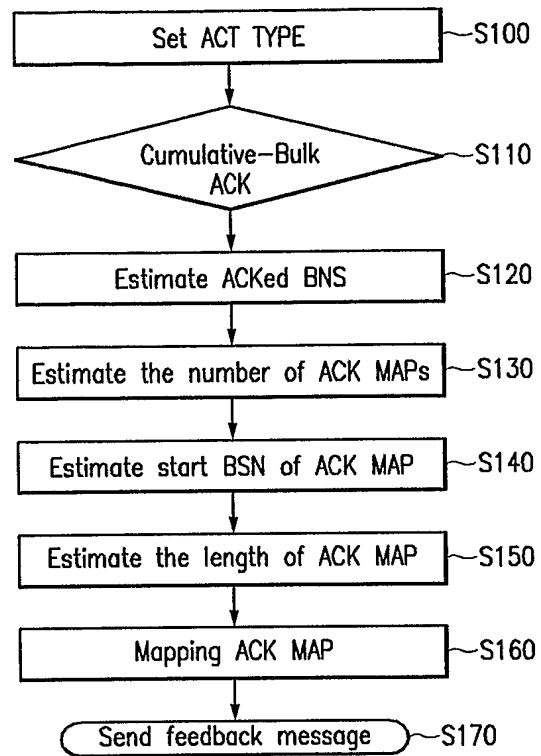 Set ACT TYPE
S100
Cumulative-Bulk
ACK
S110
Estimate ACKed BNS
S120
Estimate the number of ACK MAPs
S130
Estimate start BSN of ACK MAP
S140
Estimate the length of ACK MAP
S150
Mapping ACK MAP
S160
Send feedback message
S170